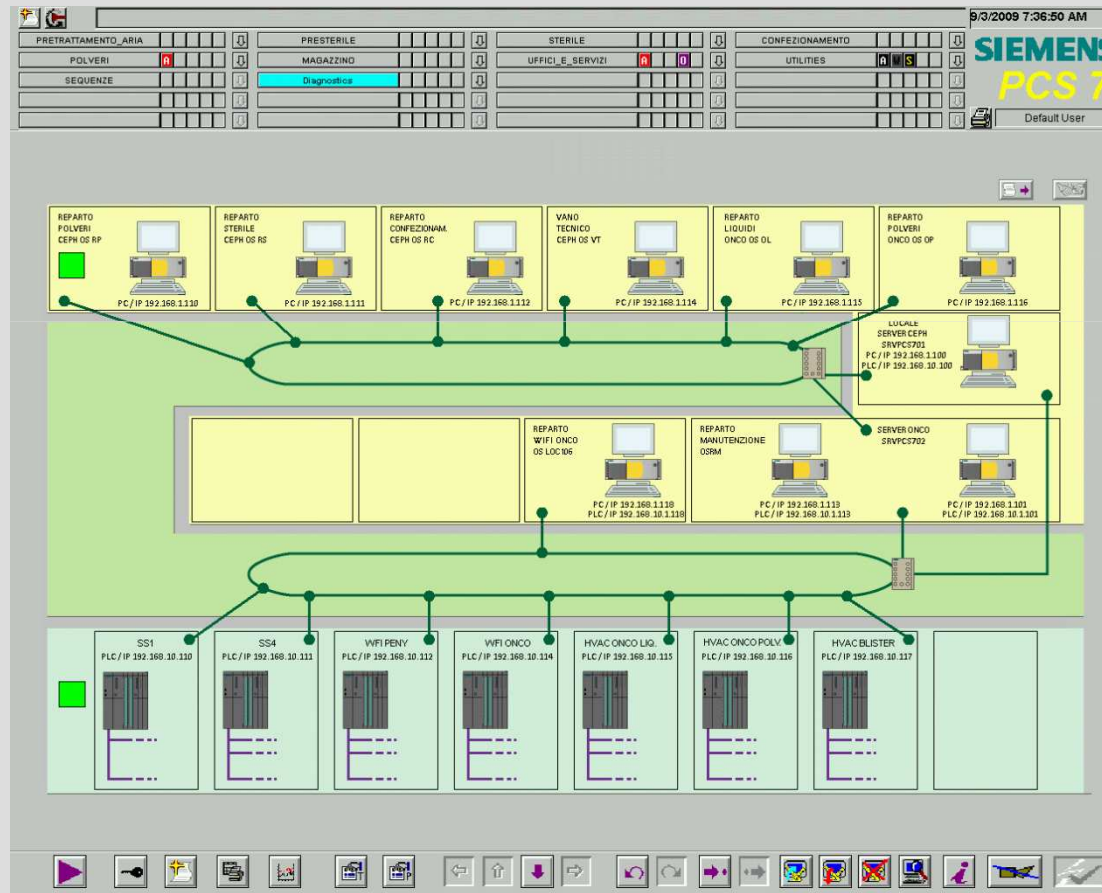 9/3/2009 7:36:50 AM
PRETRATTAMENTO_ARIA
PRESTERILE
STERILE
CONFEZIONAMENTO
POLVERI
A
MAGAZZINO
UFFICI_E_SERVIZI
A
O
UTILITIES
A W S
SEQUENZE
Diagnostics
SIEMENS
PCS 7
Default User
REPARTO
POLVERI
CEPH OS RP
PC / IP 192.168.1.110
REPARTO
STERILE
CEPH OS RS
PC / IP 192.168.1.111
REPARTO
CONFEZIONAM.
CEPH OS RC
PC / IP 192.168.1.112
VANO
TECNICO
CEPH OS VT
PC / IP 192.168.1.114
REPARTO
LIQUIDI
ONCO OS OL
PC / IP 192.168.1.115
REPARTO
POLVERI
ONCO OS OP
PC / IP 192.168.1.116
LOCALE
SERVER CEPH
SRVPCS701
PC / IP 192.168.1.100
PLC / IP 192.168.10.100
REPARTO
WIFI ONCO
OS LOC106
PC / IP 192.168.1.118
PLC / IP 192.168.10.1.118
REPARTO
MANUTENZIONE
OSRM
PC / IP 192.168.1.113
PLC / IP 192.168.10.1.113
SERVER ONCO
SRVPCS702
PC / IP 192.168.1.101
PLC / IP 192.168.10.1.101
SS1
PLC / IP 192.168.10.110
SS4
PLC / IP 192.168.10.111
WFI PENY
PLC / IP 192.168.10.112
WFI ONCO
PLC / IP 192.168.10.114
HVAC ONCO LIQ.
PLC / IP 192.168.10.115
HVAC ONCO POLV.
PLC / IP 192.168.10.116
HVAC BLISTER
PLC / IP 192.168.10.117